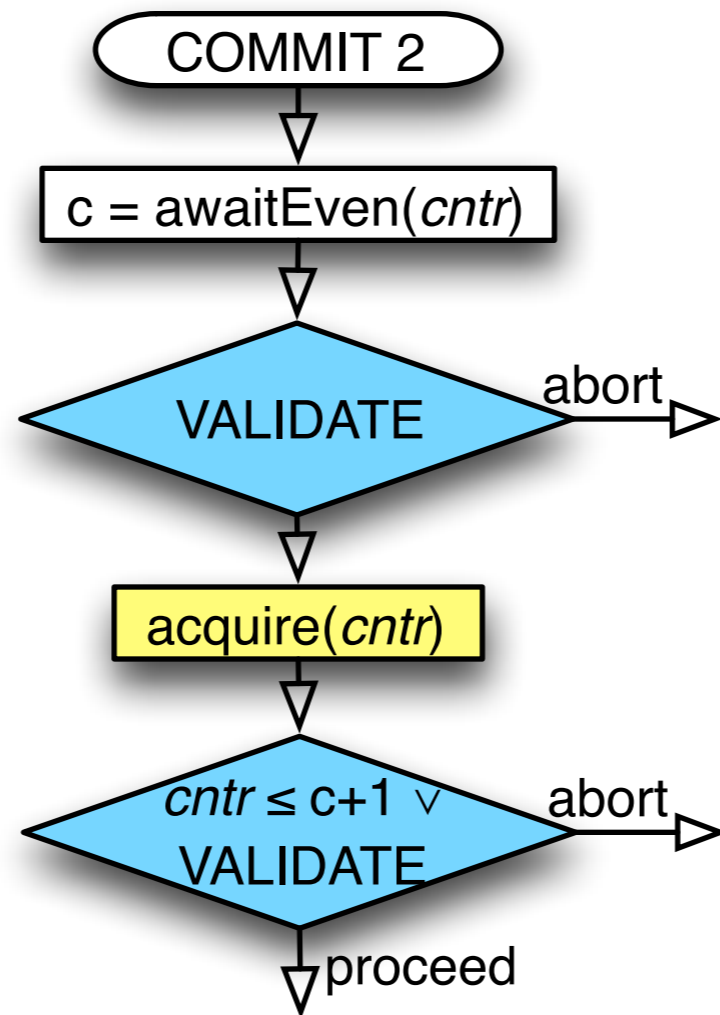 COMMIT 2
c = awaitEven(cntr)
VALIDATE
abort
acquire(cntr)
cntr ≤ c+1 ∨
VALIDATE
abort
proceed